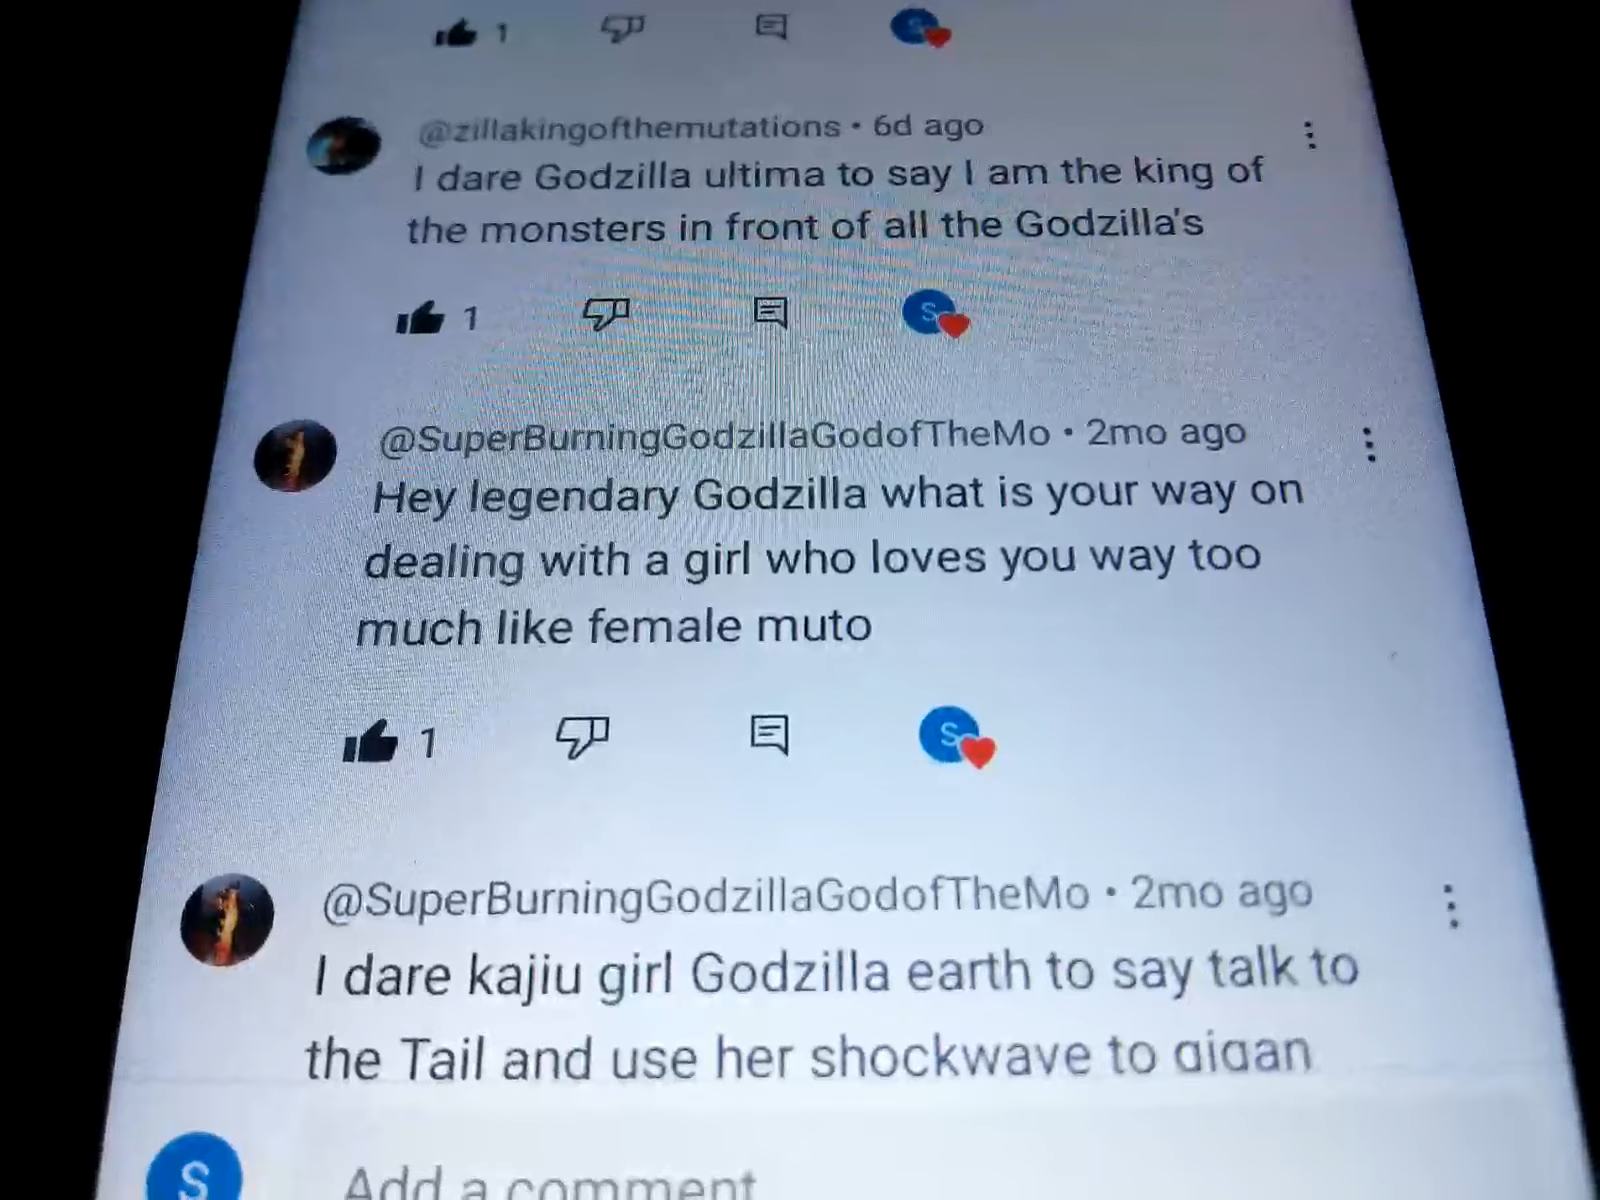 1
@zillakingofthemutations • 6d ago
I dare Godzilla ultima to say I am the king of
the monsters in front of all the Godzilla's
1
S
@SuperBurningGodzillaGodofTheMo • 2mo ago
Hey legendary Godzilla what is your way on
dealing with a girl who loves you way too
much like female muto
1
S
@SuperBurningGodzillaGodofTheMo • 2mo ago
I dare kajiu girl Godzilla earth to say talk to
the Tail and use her shockwave to gigan
S
Add a comment